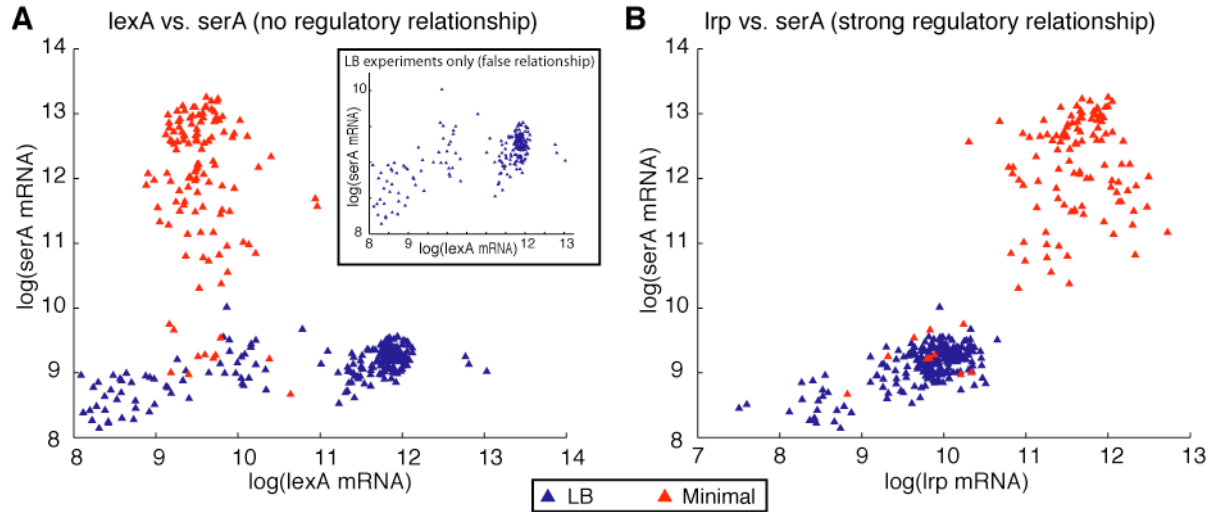 A
lexA vs. serA (no regulatory relationship)
14
13
12
11
10
9
8
log(serA mRNA)
8
9
10
11
12
13
14
log(lexA mRNA)
LB experiments only (false relationship)
10
8
log(serA mRNA)
8
9
10
12
13
log(lexA mRNA)
B
lrp vs. serA (strong regulatory relationship)
14
13
12
11
10
9
8
log(serA mRNA)
7
8
9
10
11
12
13
log(lrp mRNA)
LB
Minimal